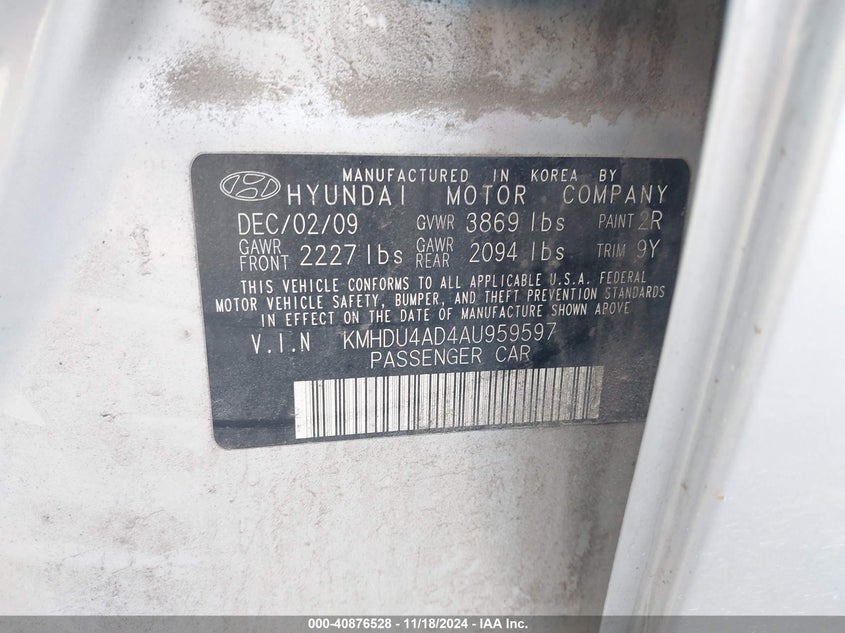 MANUFACTURED IN KOREA BY
HYUNDAI MOTOR COMPANY
DEC/02/09 GVWR 3869 lbs PAINT 2R
GAWR FRONT 2227 lbs GAWR REAR 2094 lbs TRIM 9Y
THIS VEHICLE CONFORMS TO ALL APPLICABLE U.S.A. FEDERAL
MOTOR VEHICLE SAFETY, BUMPER, AND THEFT PREVENTION STANDARDS
IN EFFECT ON THE DATE OF MANUFACTURE SHOWN ABOVE
V.I.N KMHDU4AD4AU959597
PASSENGER CAR
000-40876528 - 11/18/2024 - IAA Inc.